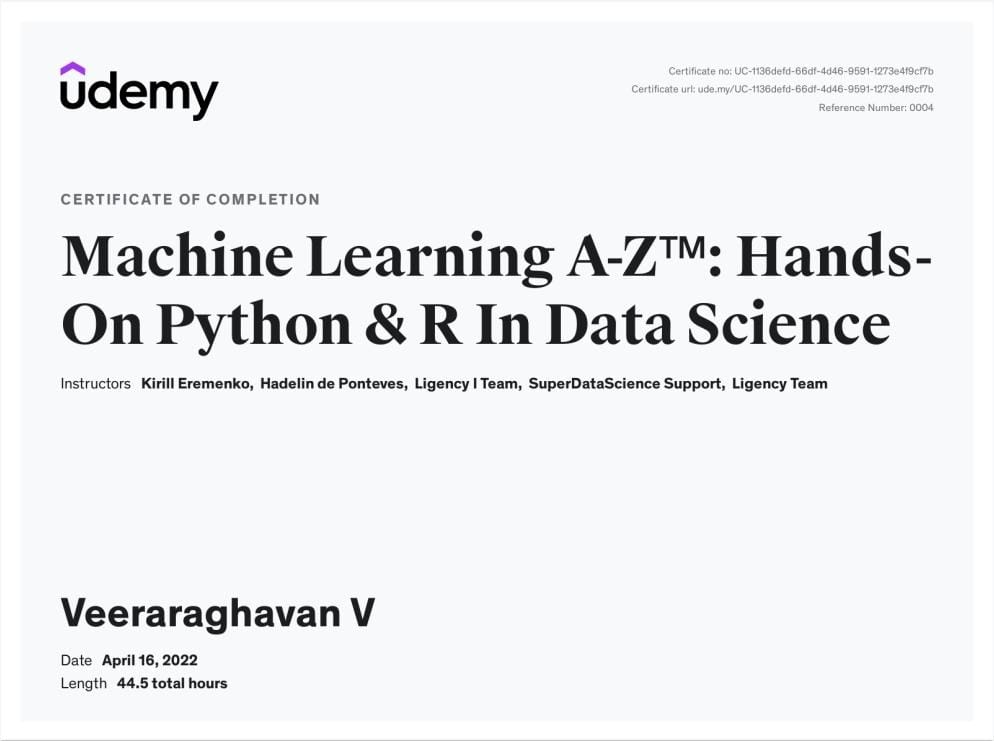 udemy
Certificate no: UC-1136defd-66df-4d46-9591-1273e4f9cf7b
Certificate url: ude.my/UC-1136defd-66df-4d46-9591-1273e4f9cf7b
Reference Number: 0004
CERTIFICATE OF COMPLETION
Machine Learning A-Z™: Hands-
On Python & R In Data Science
Instructors Kirill Eremenko, Hadelin de Ponteves, Ligency I Team, SuperDataScience Support, Ligency Team
Veeraraghavan V
Date April 16, 2022
Length 44.5 total hours